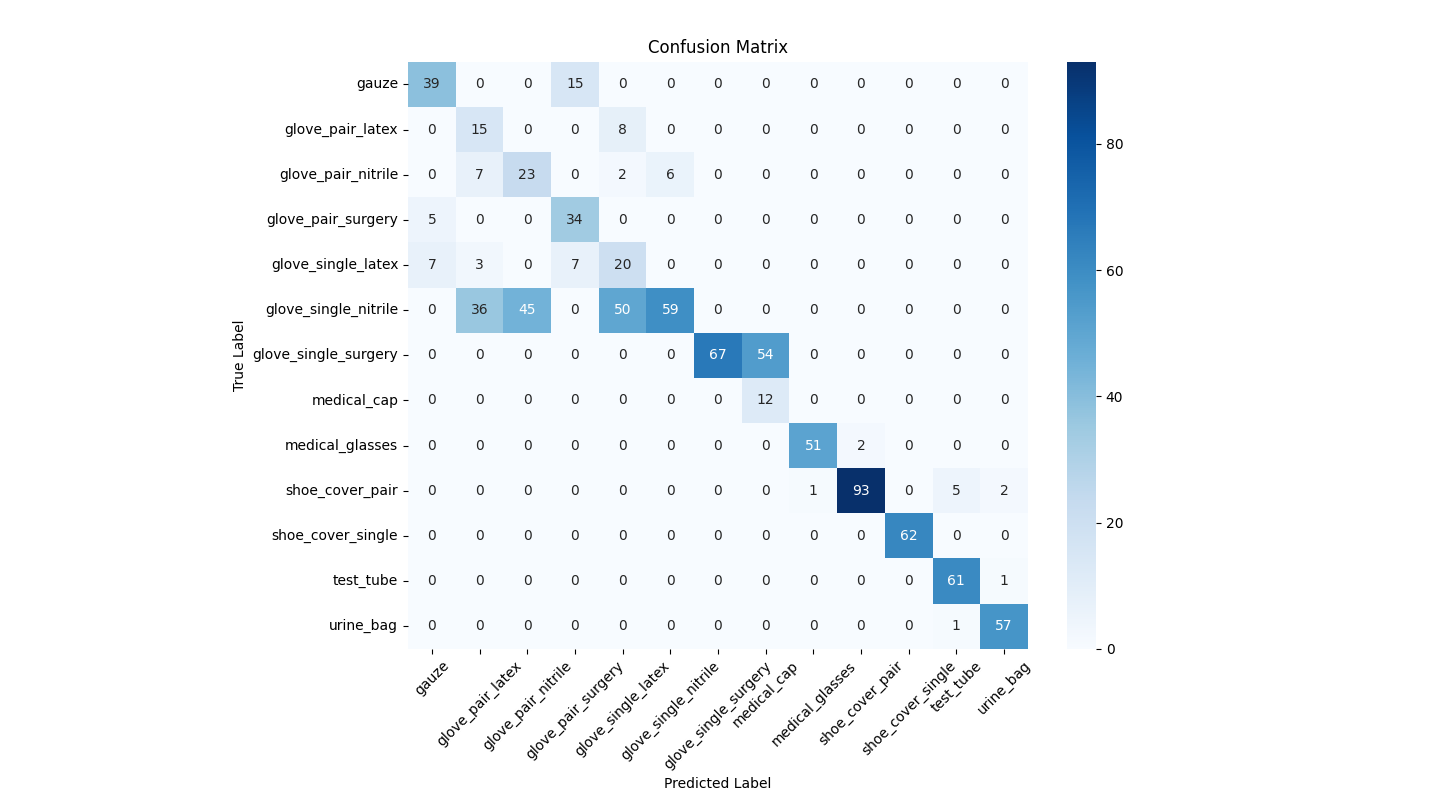 Confusion Matrix
gauze 39 0 0 15 0 0 0 0 0 0 0 0 0
glove_pair_latex 0 15 0 0 8 0 0 0 0 0 0 0 0
glove_pair_nitrile 0 7 23 0 2 6 0 0 0 0 0 0 0
glove_pair_surgery 5 0 0 34 0 0 0 0 0 0 0 0 0
glove_single_latex 7 3 0 7 20 0 0 0 0 0 0 0 0
glove_single_nitrile 0 36 45 0 50 59 0 0 0 0 0 0 0
glove_single_surgery 0 0 0 0 0 0 67 54 0 0 0 0 0
medical_cap 0 0 0 0 0 0 0 12 0 0 0 0 0
medical_glasses 0 0 0 0 0 0 0 0 51 2 0 0 0
shoe_cover_pair 0 0 0 0 0 0 0 0 1 93 0 5 2
shoe_cover_single 0 0 0 0 0 0 0 0 0 0 62 0 0
test_tube 0 0 0 0 0 0 0 0 0 0 0 61 1
urine_bag 0 0 0 0 0 0 0 0 0 0 0 1 57
True Label
gauze
glove_pair_latex
glove_pair_nitrile
glove_pair_surgery
glove_single_latex
glove_single_nitrile
glove_single_surgery
medical_cap
medical_glasses
shoe_cover_pair
shoe_cover_single
test_tube
urine_bag
Predicted Label
80
60
40
20
0